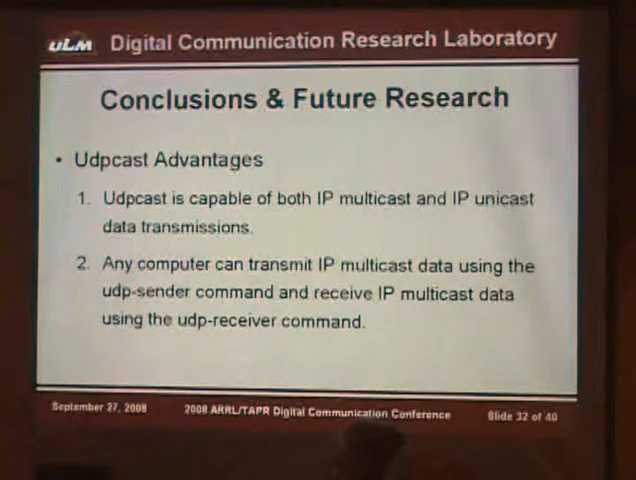 ULM Digital Communication Research Laboratory
Conclusions & Future Research
• Udpcast Advantages
1. Udpcast is capable of both IP multicast and IP unicast
data transmissions.
2. Any computer can transmit IP multicast data using the
udp-sender command and receive IP multicast data
using the udp-receiver command.
September 27, 2008 2008 ARRL/TAPR Digital Communication Conference Slide 32 of 40